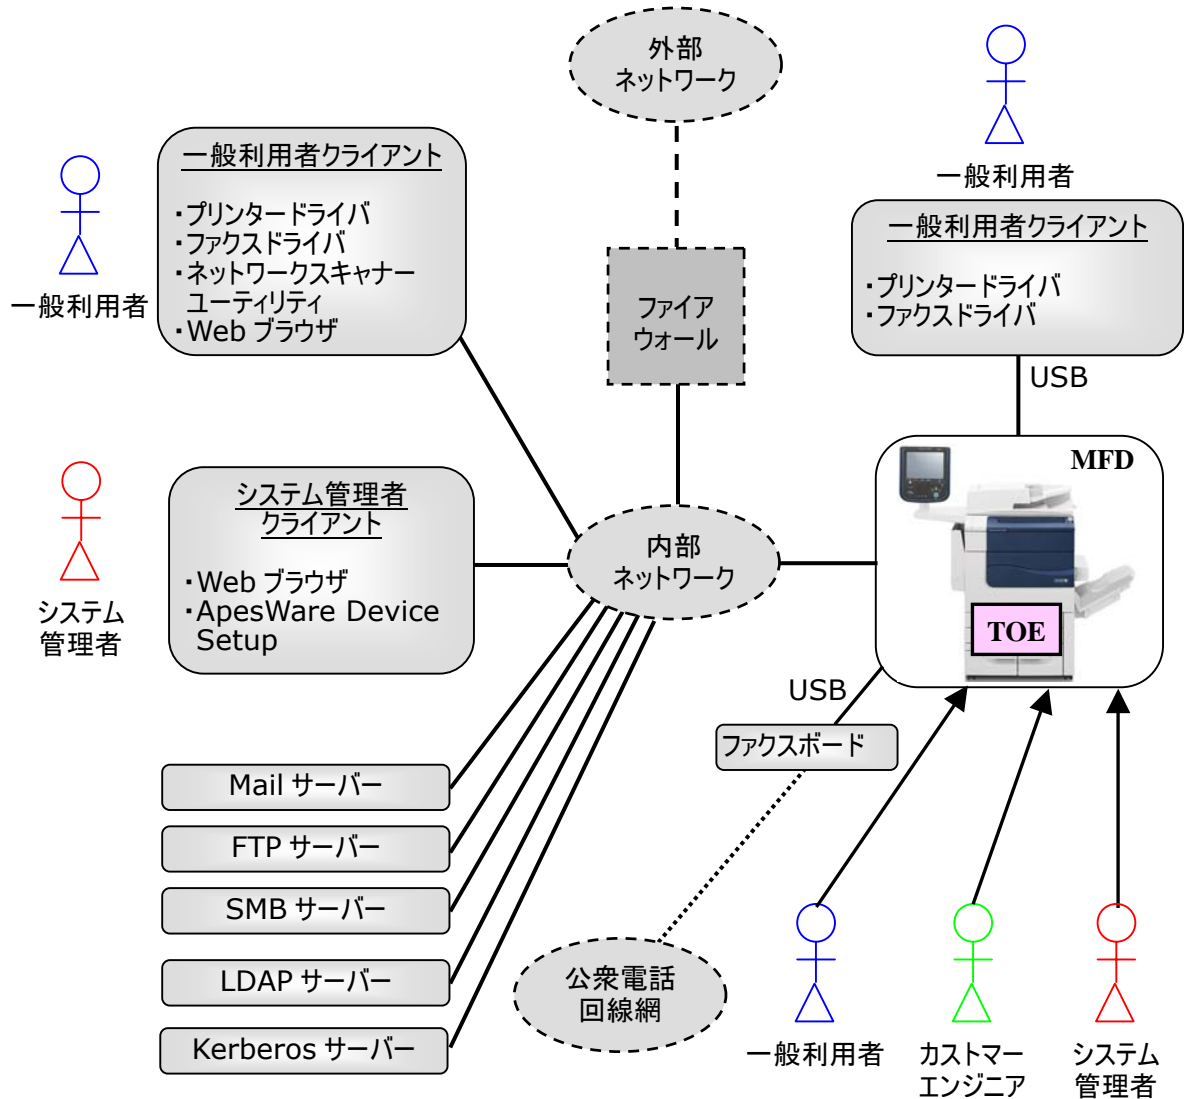 外部
ネットワーク
一般利用者
一般利用者クライアント
・プリンタードライバ
・ファクスドライバ
・ネットワークスキャナー
ユーティリティ
・Web ブラウザ
一般利用者
一般利用者クライアント
・プリンタードライバ
・ファクスドライバ
ファイア
ウォール
USB
MFD
TOE
システム管理者
クライアント
・Web ブラウザ
・ApesWare Device
Setup
システム
管理者
内部
ネットワーク
USB
ファクスボード
Mail サーバー
FTP サーバー
SMB サーバー
LDAP サーバー
Kerberos サーバー
公衆電話
回線網
一般利用者
カストマー
エンジニア
システム
管理者